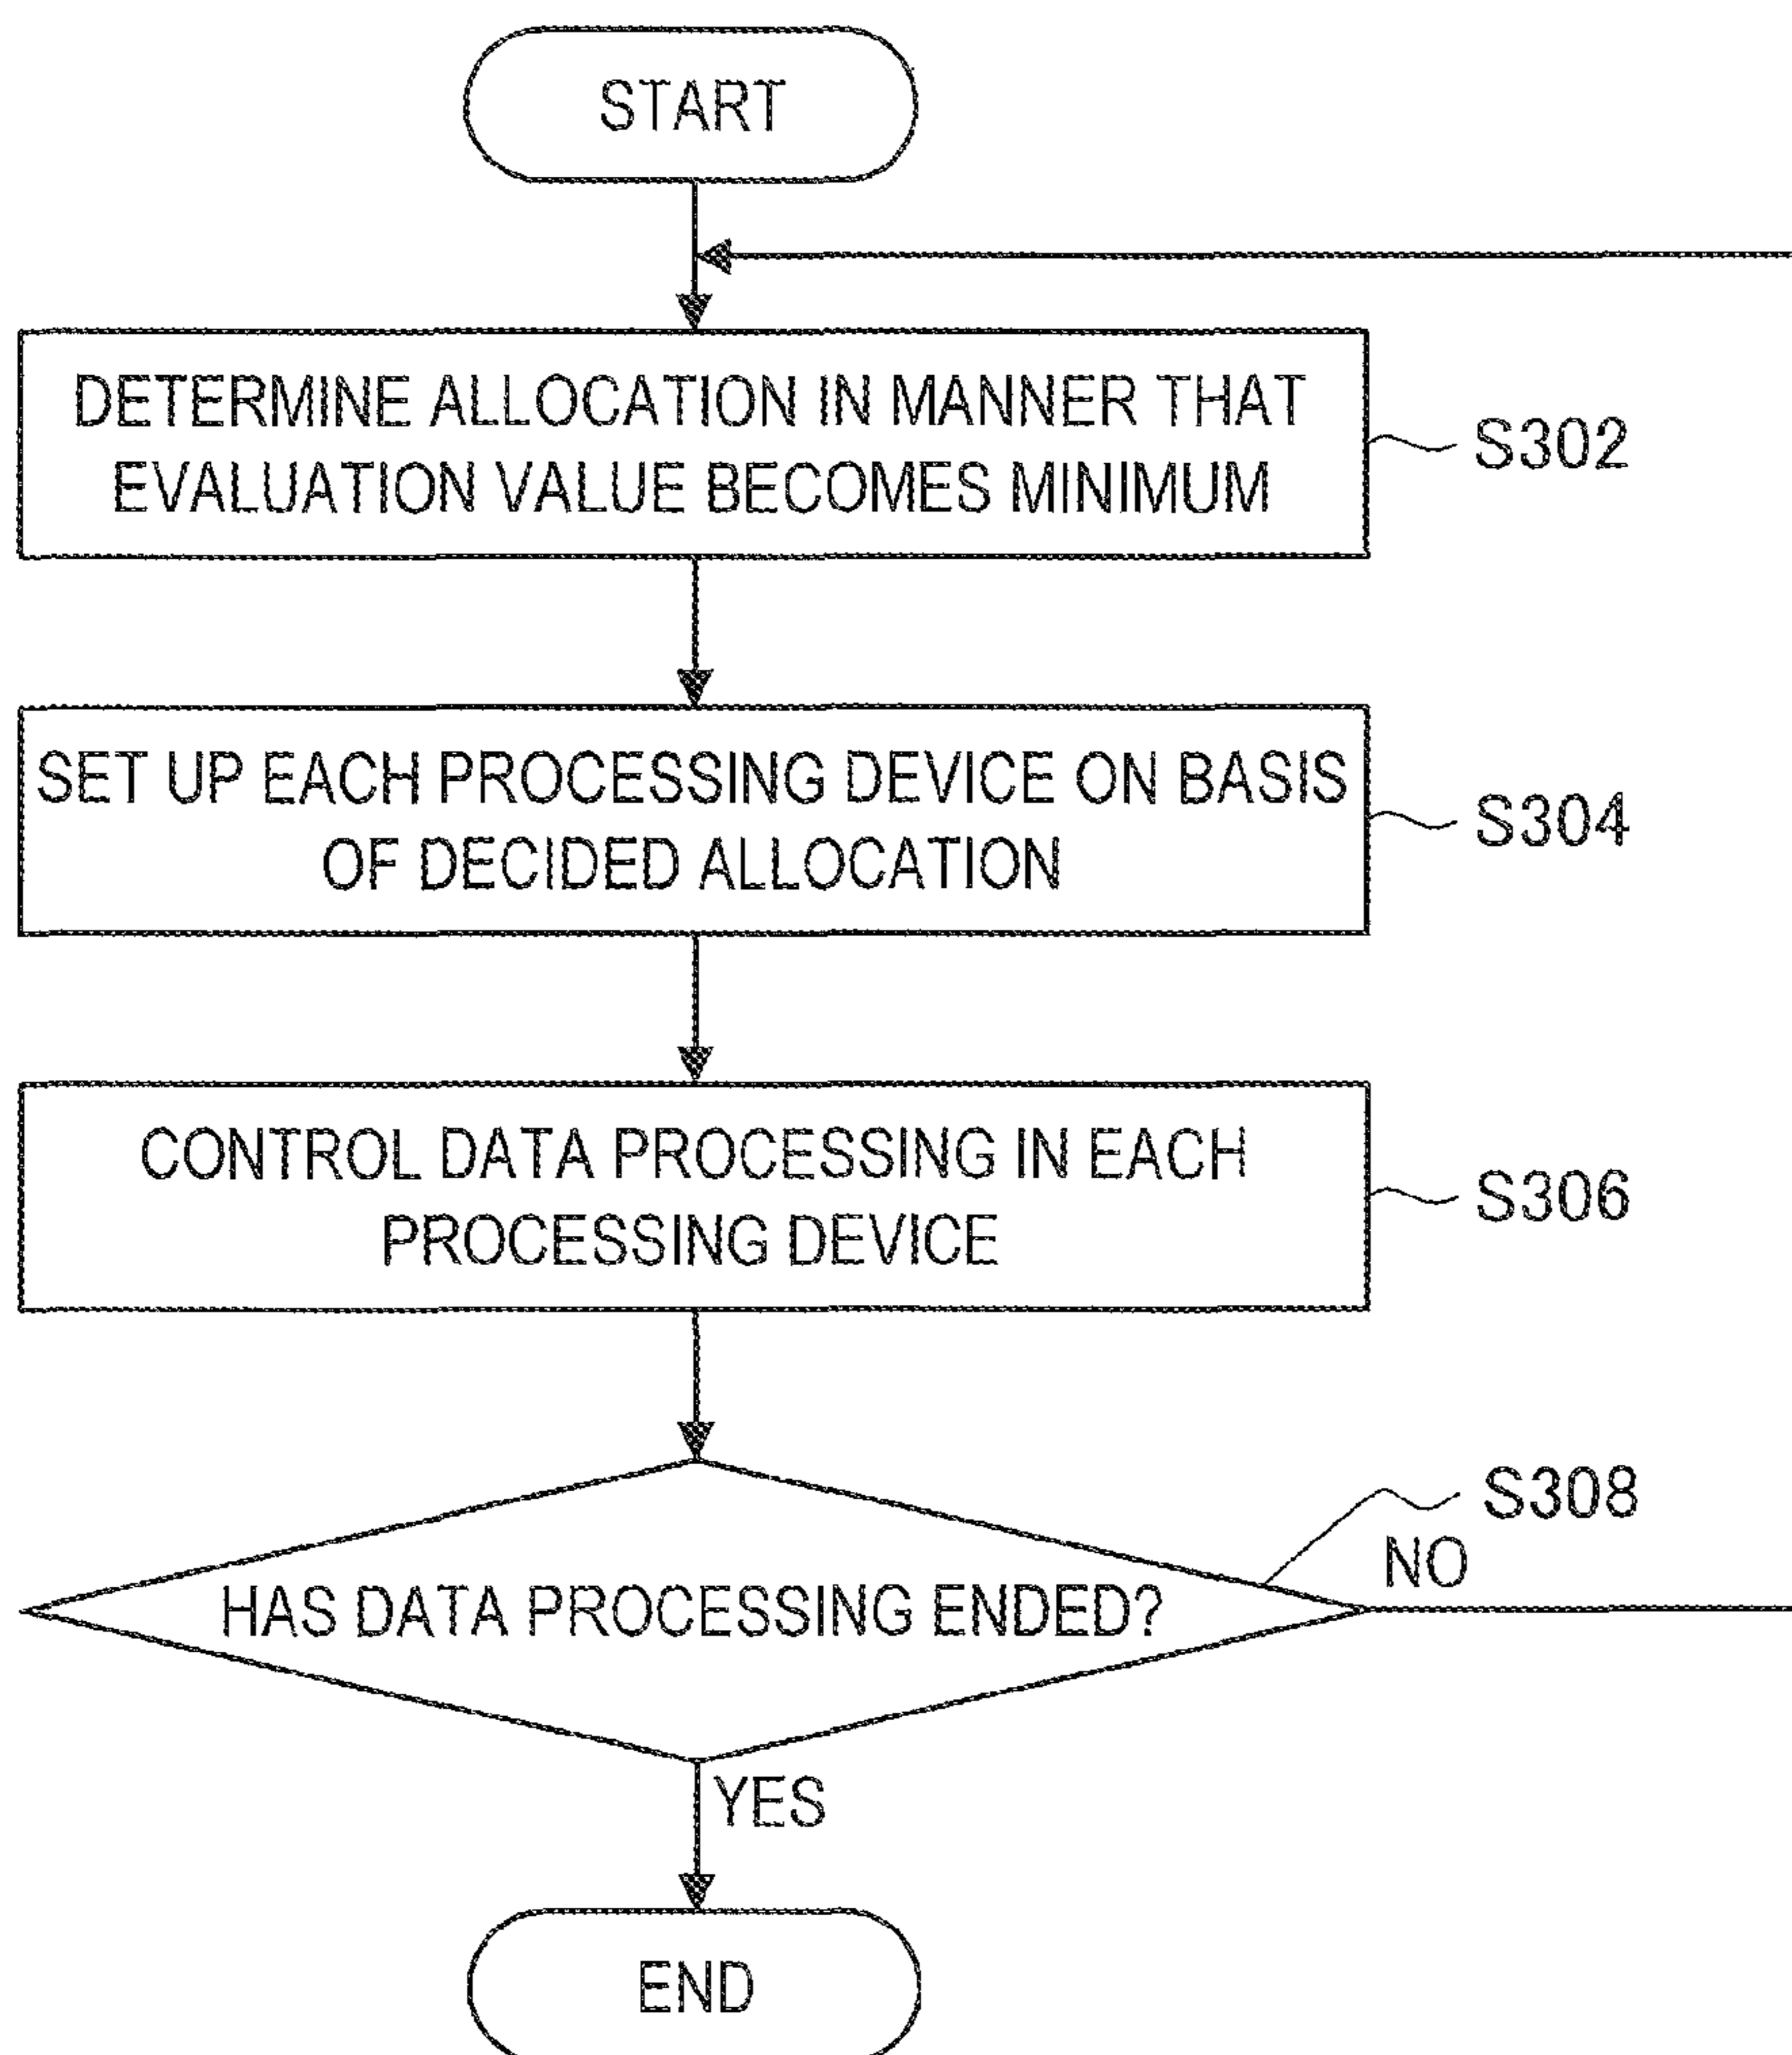 START
DETERMINE ALLOCATION IN MANNER THAT
EVALUATION VALUE BECOMES MINIMUM
S302
SET UP EACH PROCESSING DEVICE ON BASIS
OF DECIDED ALLOCATION
S304
CONTROL DATA PROCESSING IN EACH
PROCESSING DEVICE
S306
S308
NO
HAS DATA PROCESSING ENDED?
YES
END